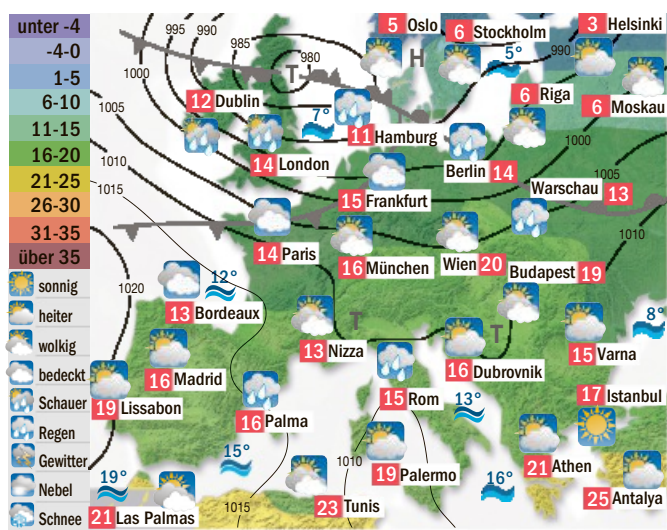 unter -4
-4-0
1-5
6-10
11-15
16-20
21-25
26-30
31-35
über 35
sonnig
heiter
wolkig
bedeckt
Schauer
Regen
Gewitter
Nebel
Schnee
995
990
985
980
1000
1005
1010
1015
1020
T
H
5 Oslo
6 Stockholm
3 Helsinki
5°
990
12 Dublin
7°
6 Riga
6 Moskau
11 Hamburg
14 London
Berlin 14
1000
15 Frankfurt
1005
Warschau 13
14 Paris
16 München
Wien 20
Budapest 19
1010
12°
13 Bordeaux
13 Nizza
T
T
8°
16 Dubrovnik
15 Varna
16 Madrid
19 Lissabon
16 Palma
15 Rom
13°
17 Istanbul
15°
1010
19 Palermo
21 Athen
19°
16°
25 Antalya
21 Las Palmas
1015
23 Tunis